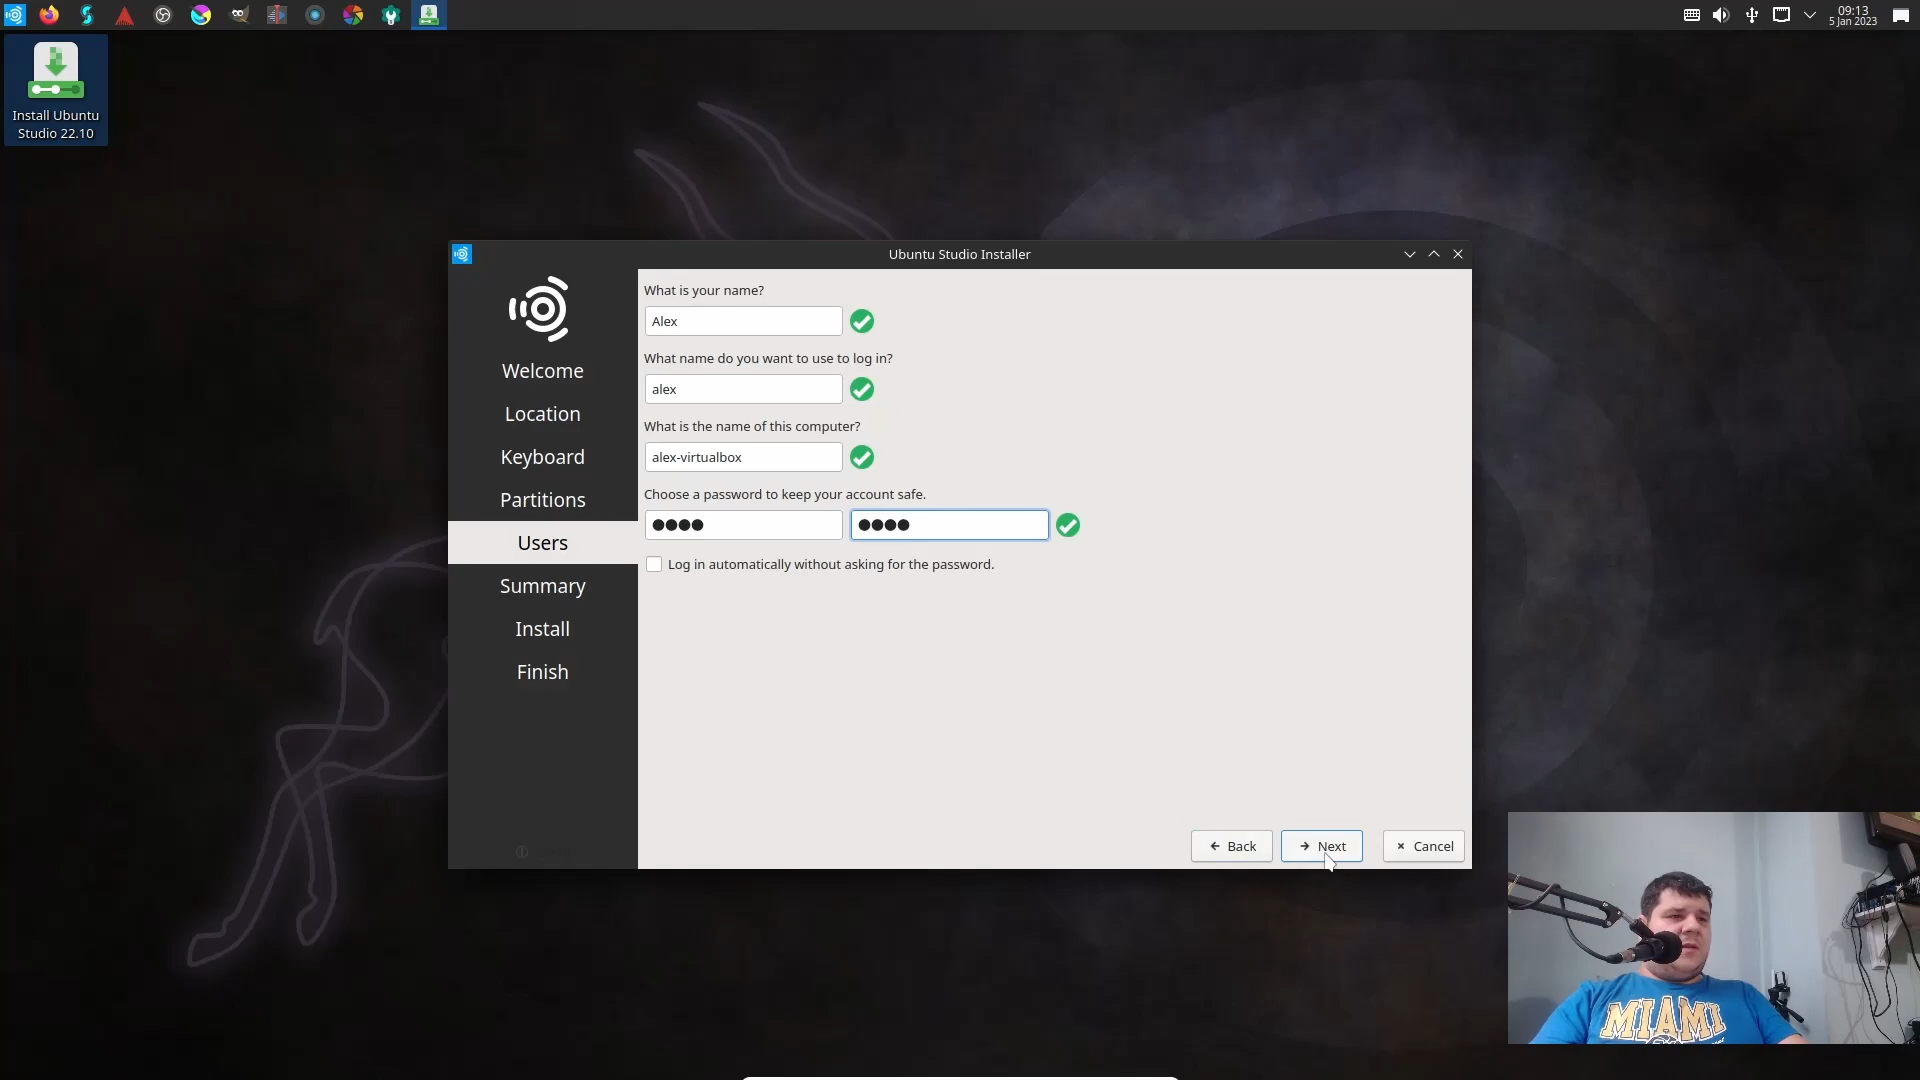 09:13
5 Jan 2023
Install Ubuntu
Studio 22.10
Ubuntu Studio Installer
Welcome
Location
Keyboard
Partitions
Users
Summary
Install
Finish
What is your name?
Alex
What name do you want to use to log in?
alex
What is the name of this computer?
alex-virtualbox
Choose a password to keep your account safe.
●●●● ●●●●
Log in automatically without asking for the password.
Back Next Cancel
MIAMI